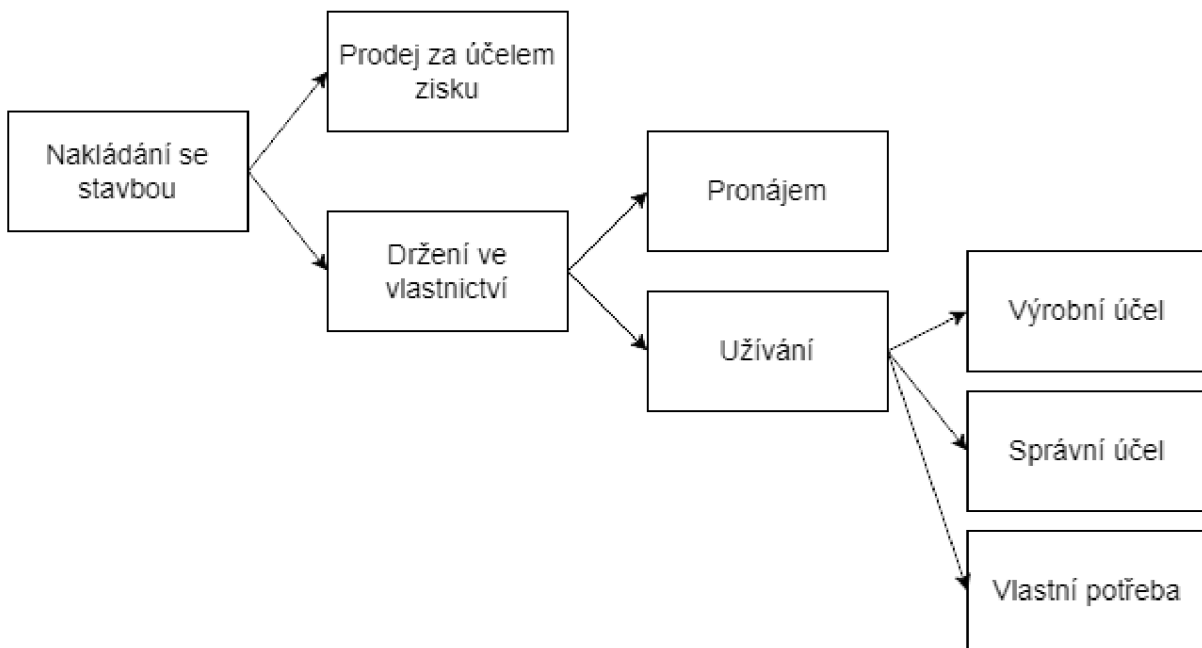 Prodej za účelem
zisku
Nakládání se
stavbou
Držení ve
vlastnictví
Pronájem
Užívání
Výrobní účel
Správní účel
Vlastní potřeba